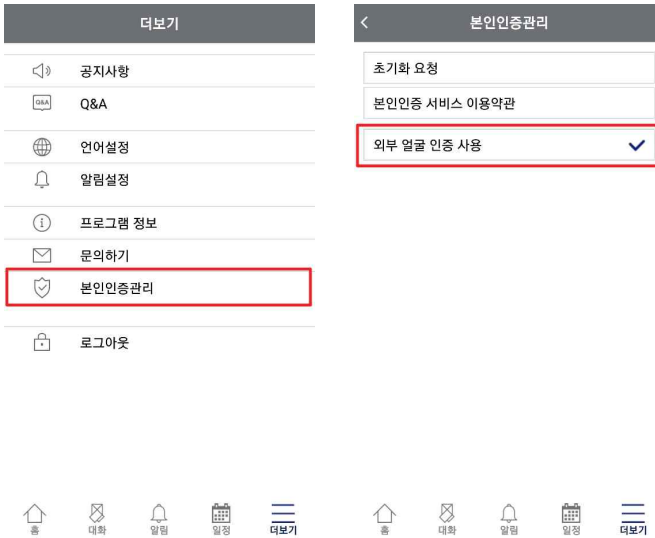 더보기
공지사항
Q&A
Q&A
언어설정
알림설정
프로그램 정보
문의하기
본인인증관리
로그아웃
홈
대화
알림
일정
더보기
본인인증관리
초기화 요청
본인인증 서비스 이용약관
외부 얼굴 인증 사용
홈
대화
알림
일정
더보기